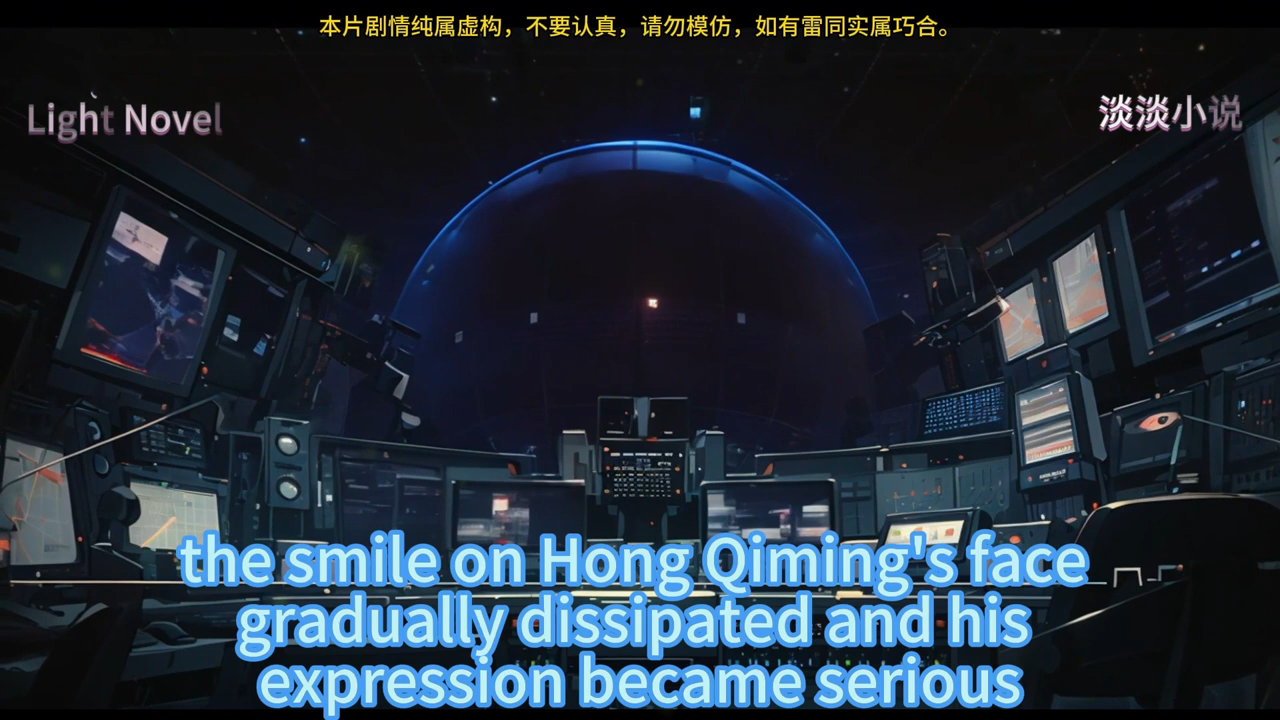 本片剧情纯属虚构，不要认真，请勿模仿，如有雷同实属巧合。
Light Novel
淡淡小说
the smile on Hong Qiming's face
gradually dissipated and his
expression became serious